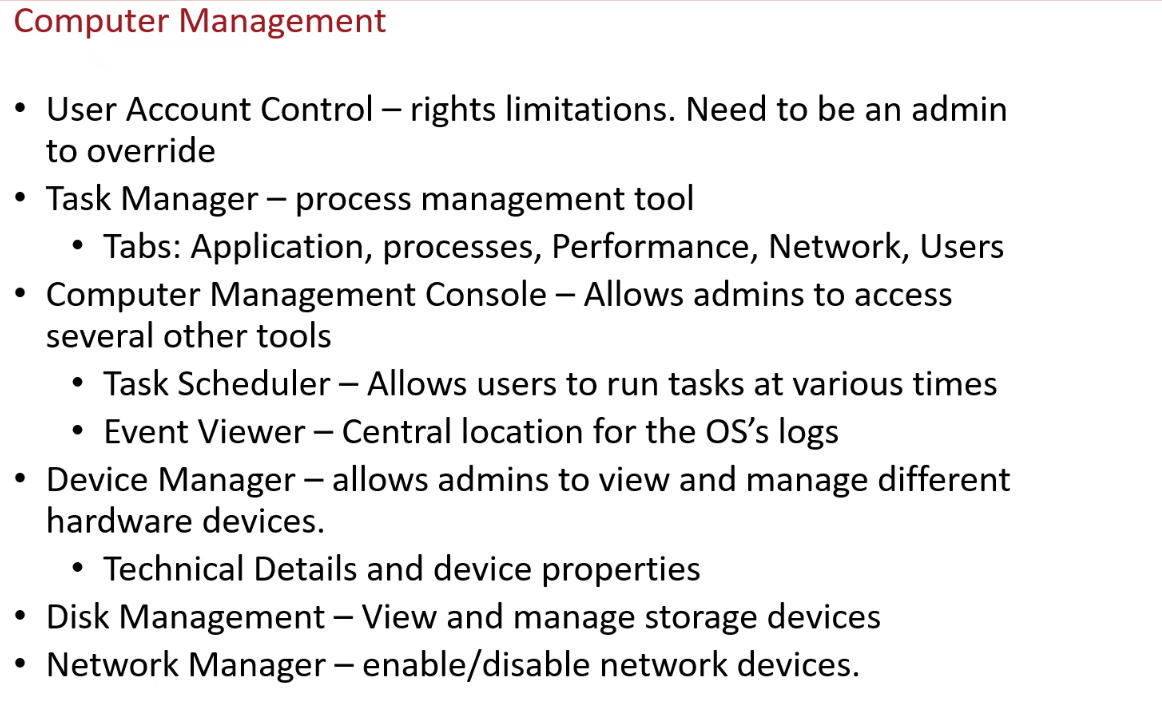 Computer Management
• User Account Control – rights limitations. Need to be an admin
to override
• Task Manager – process management tool
• Tabs: Application, processes, Performance, Network, Users
• Computer Management Console – Allows admins to access
several other tools
• Task Scheduler – Allows users to run tasks at various times
• Event Viewer – Central location for the OS’s logs
• Device Manager – allows admins to view and manage different
hardware devices.
• Technical Details and device properties
• Disk Management – View and manage storage devices
• Network Manager – enable/disable network devices.